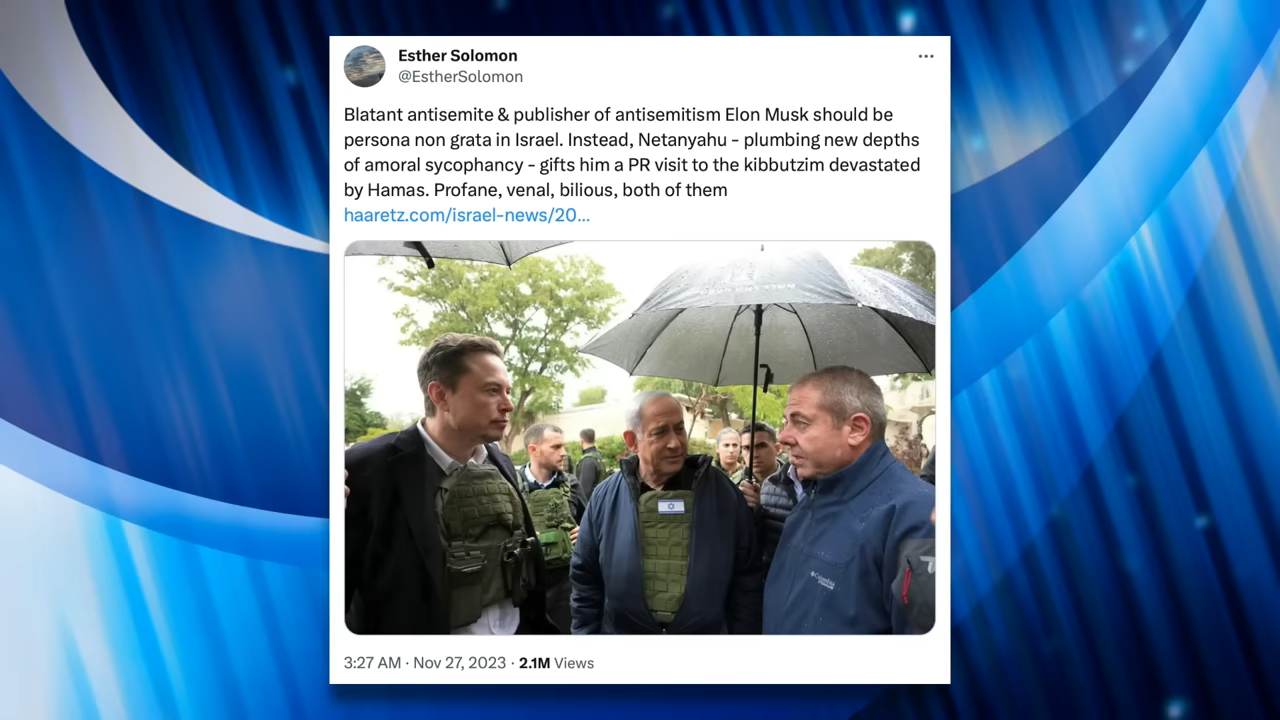 Esther Solomon
@EstherSolomon
Blatant antisemite & publisher of antisemitism Elon Musk should be
persona non grata in Israel. Instead, Netanyahu - plumbing new depths
of amoral sycophancy - gifts him a PR visit to the kibbutzim devastated
by Hamas. Profane, venal, bilious, both of them
haaretz.com/israel-news/20...
Columbia
3:27 AM · Nov 27, 2023 · 2.1M Views